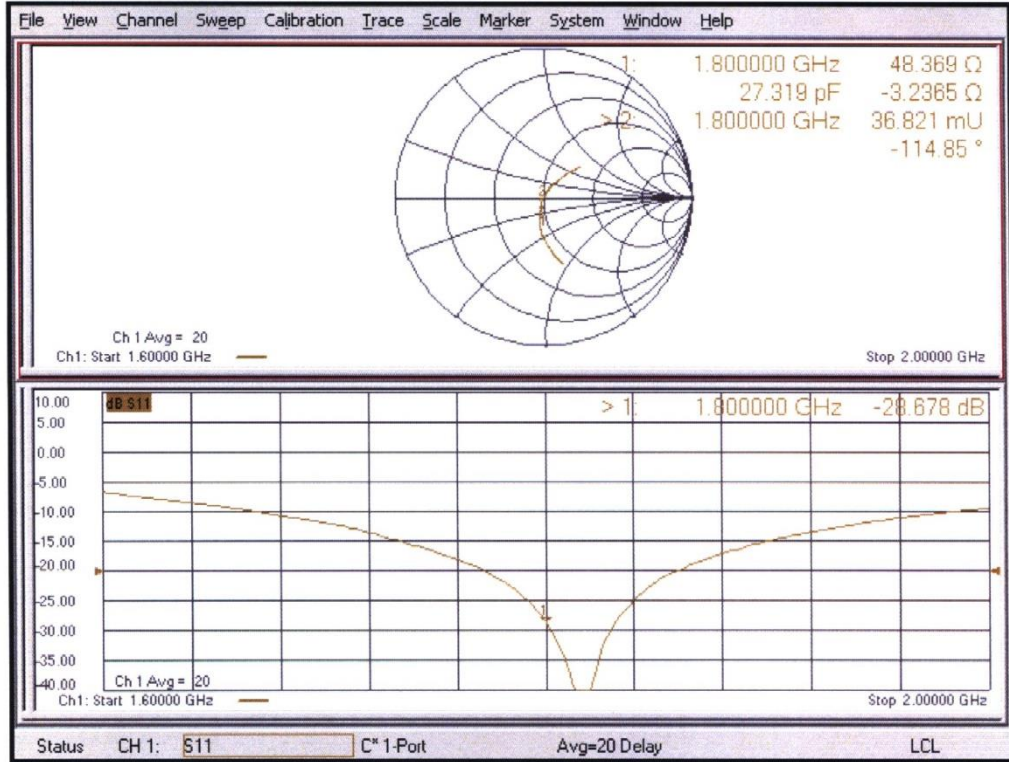 File View Channel Sweep Calibration Trace Scale Marker System Window Help
1: 1.800000 GHz 48.369 Ω
27.319 pF -3.2365 Ω
> 2: 1.800000 GHz 36.821 mU
-114.85 °
Ch 1 Avg = 20
Ch1: Start 1.60000 GHz Stop 2.00000 GHz
10.00 dB S11 > 1: 1.800000 GHz -28.678 dB
5.00
0.00
-5.00
-10.00
-15.00
-20.00
-25.00
1
-30.00
-35.00
-40.00 Ch 1 Avg = 20
Ch1: Start 1.60000 GHz Stop 2.00000 GHz
Status CH 1: S11 C* 1-Port Avg=20 Delay LCL